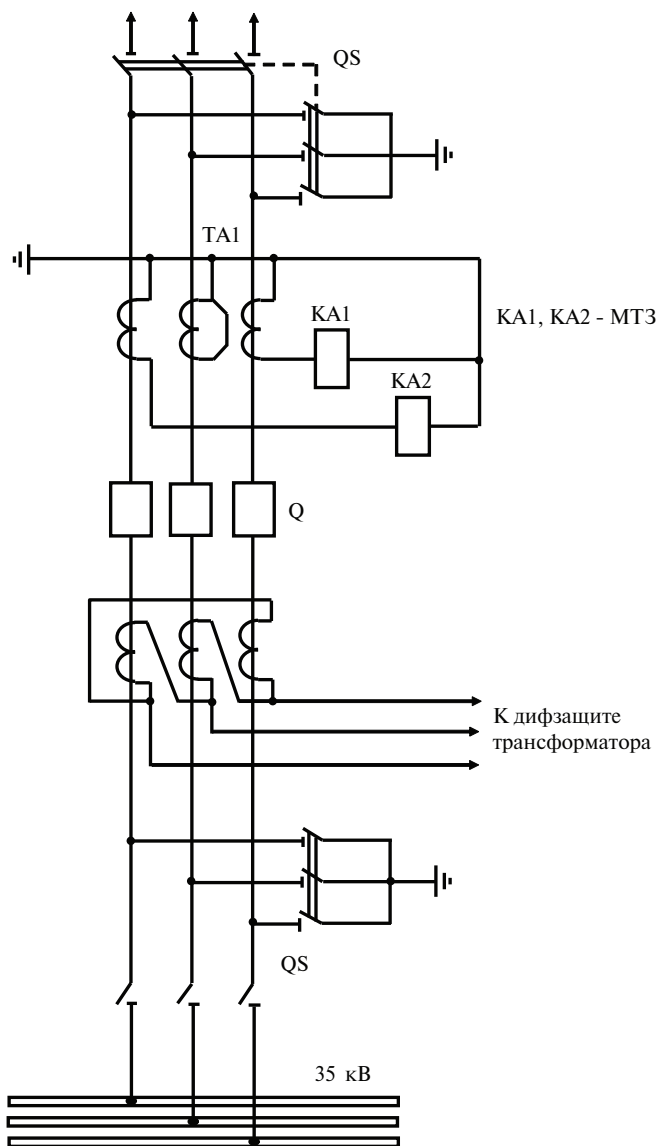 QS
TA1
KA1
KA1, KA2 - МТЗ
KA2
Q
К дифзащите
трансформатора
QS
35 кВ